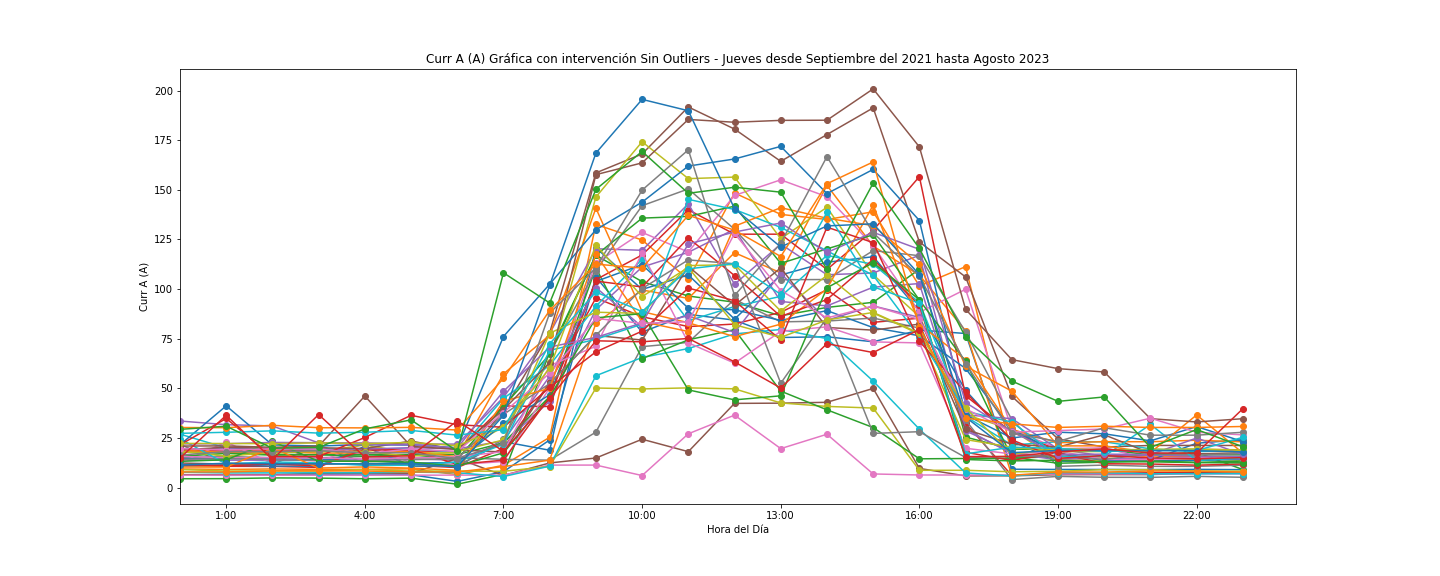 Curr A (A) Gráfica con intervención Sin Outliers - Jueves desde Septiembre del 2021 hasta Agosto 2023
200
175
150
125
100
75
50
25
0
Curr A (A)
1:00 4:00 7:00 10:00 13:00 16:00 19:00 22:00
Hora del Día